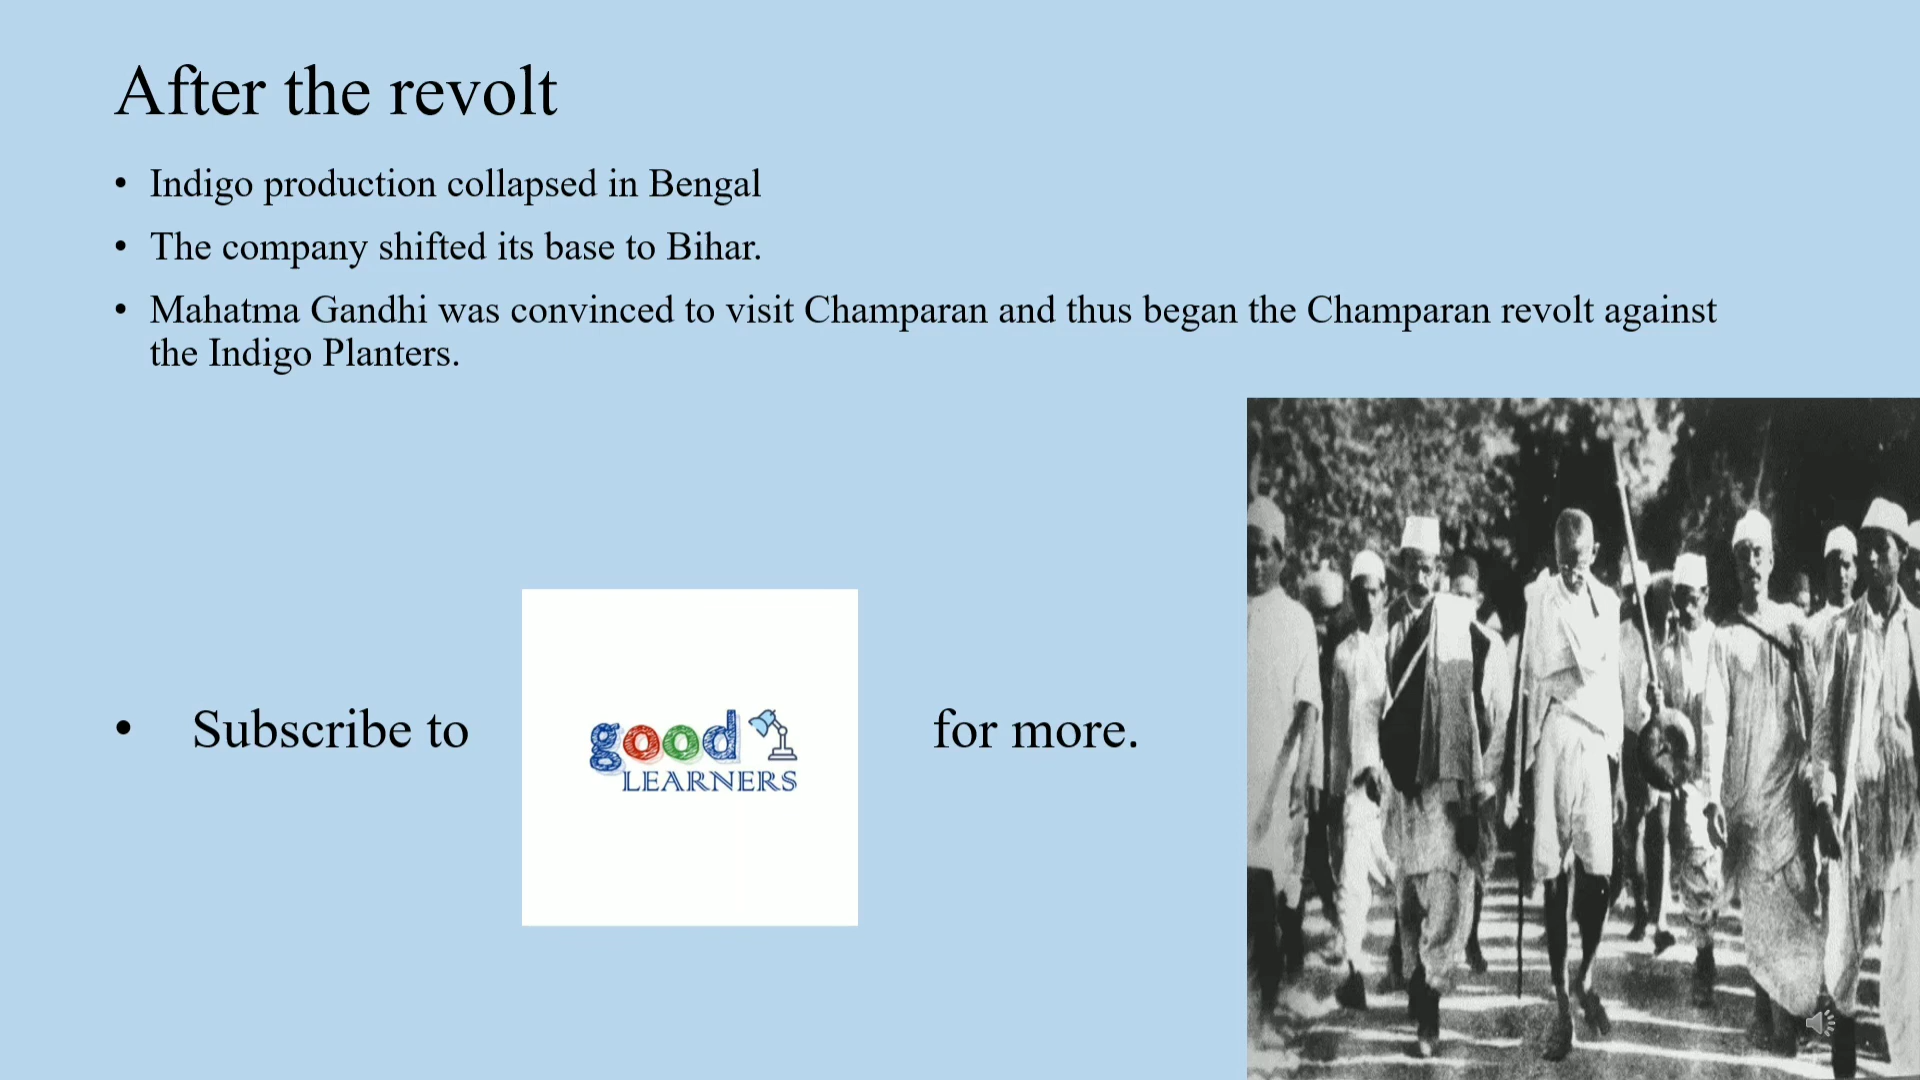 After the revolt
• Indigo production collapsed in Bengal
• The company shifted its base to Bihar.
• Mahatma Gandhi was convinced to visit Champaran and thus began the Champaran revolt against
the Indigo Planters.
• Subscribe to
good
LEARNERS
for more.